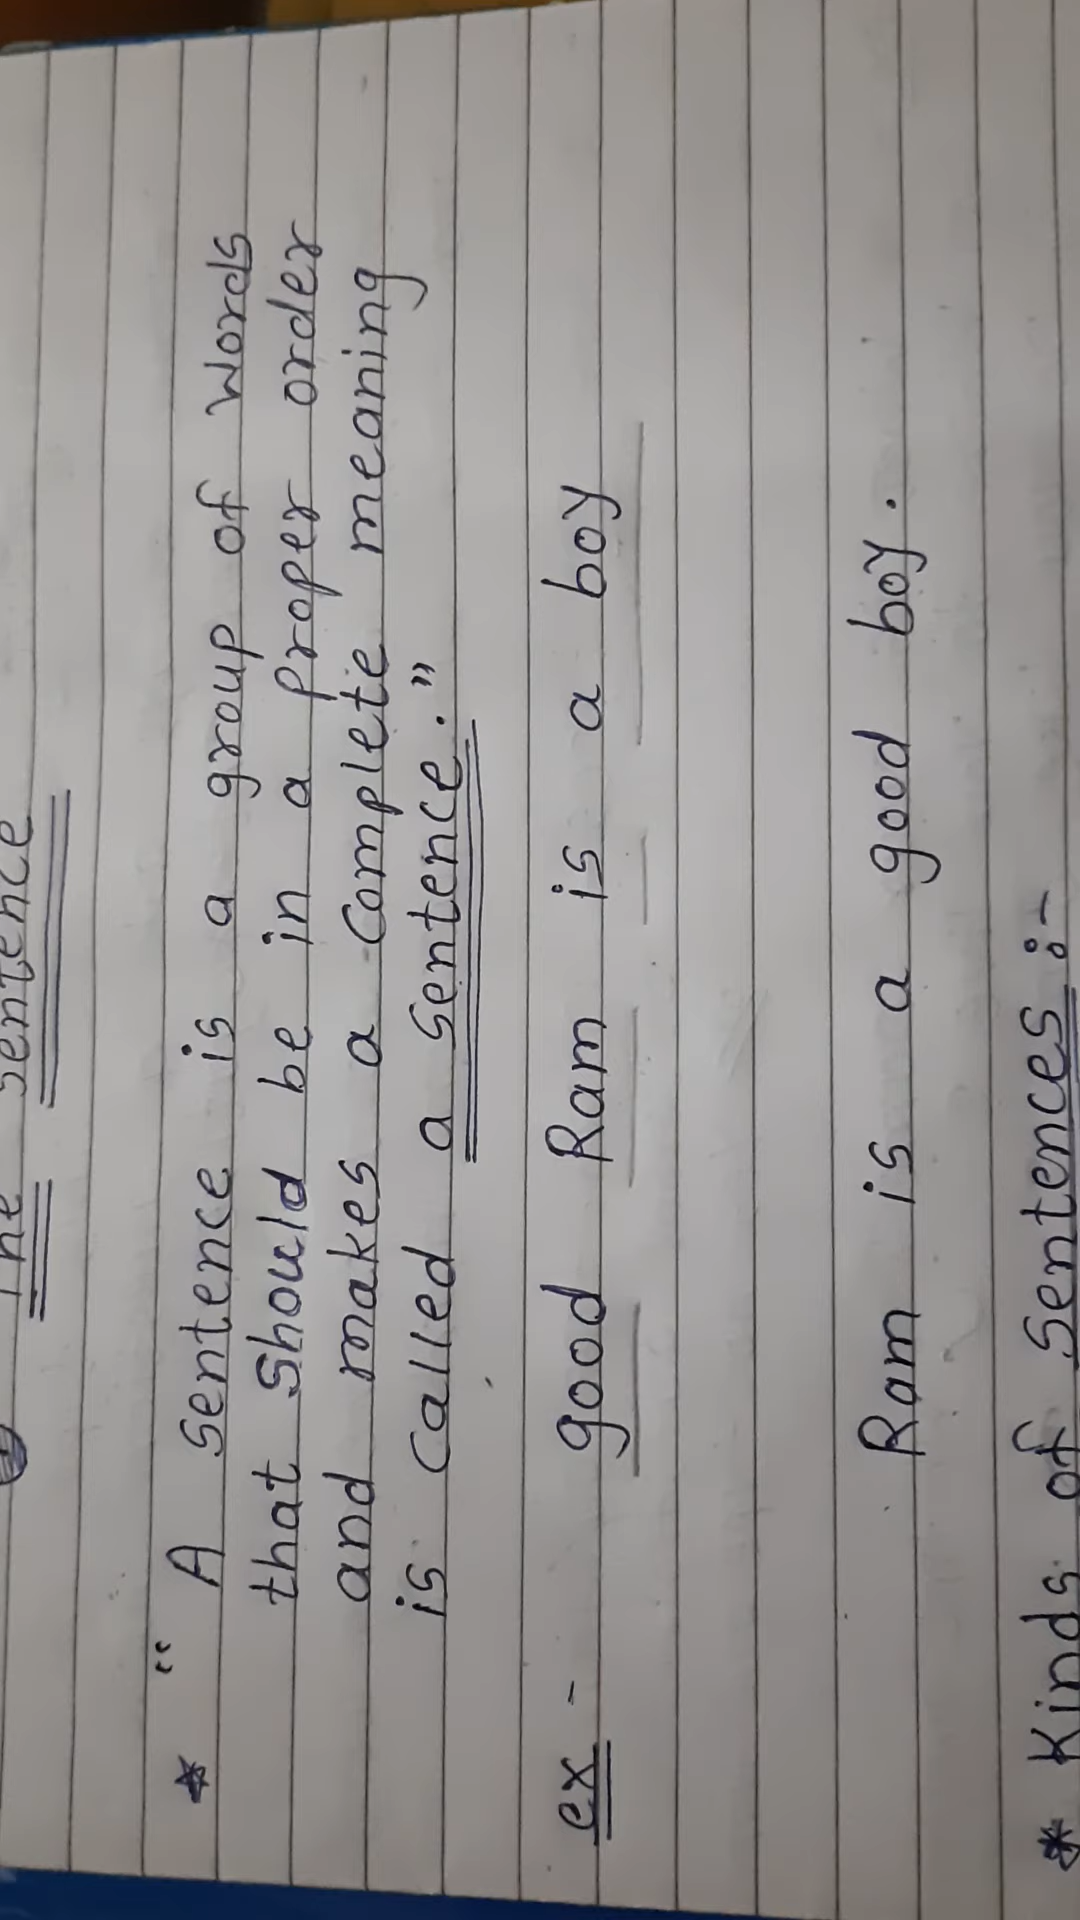 The Sentence
* " A Sentence is a group of words
that Should be in a proper order
and makes a Complete meaning
is called a Sentence."
ex - good Ram is a boy
Ram is a good boy.
* Kinds of Sentences :-